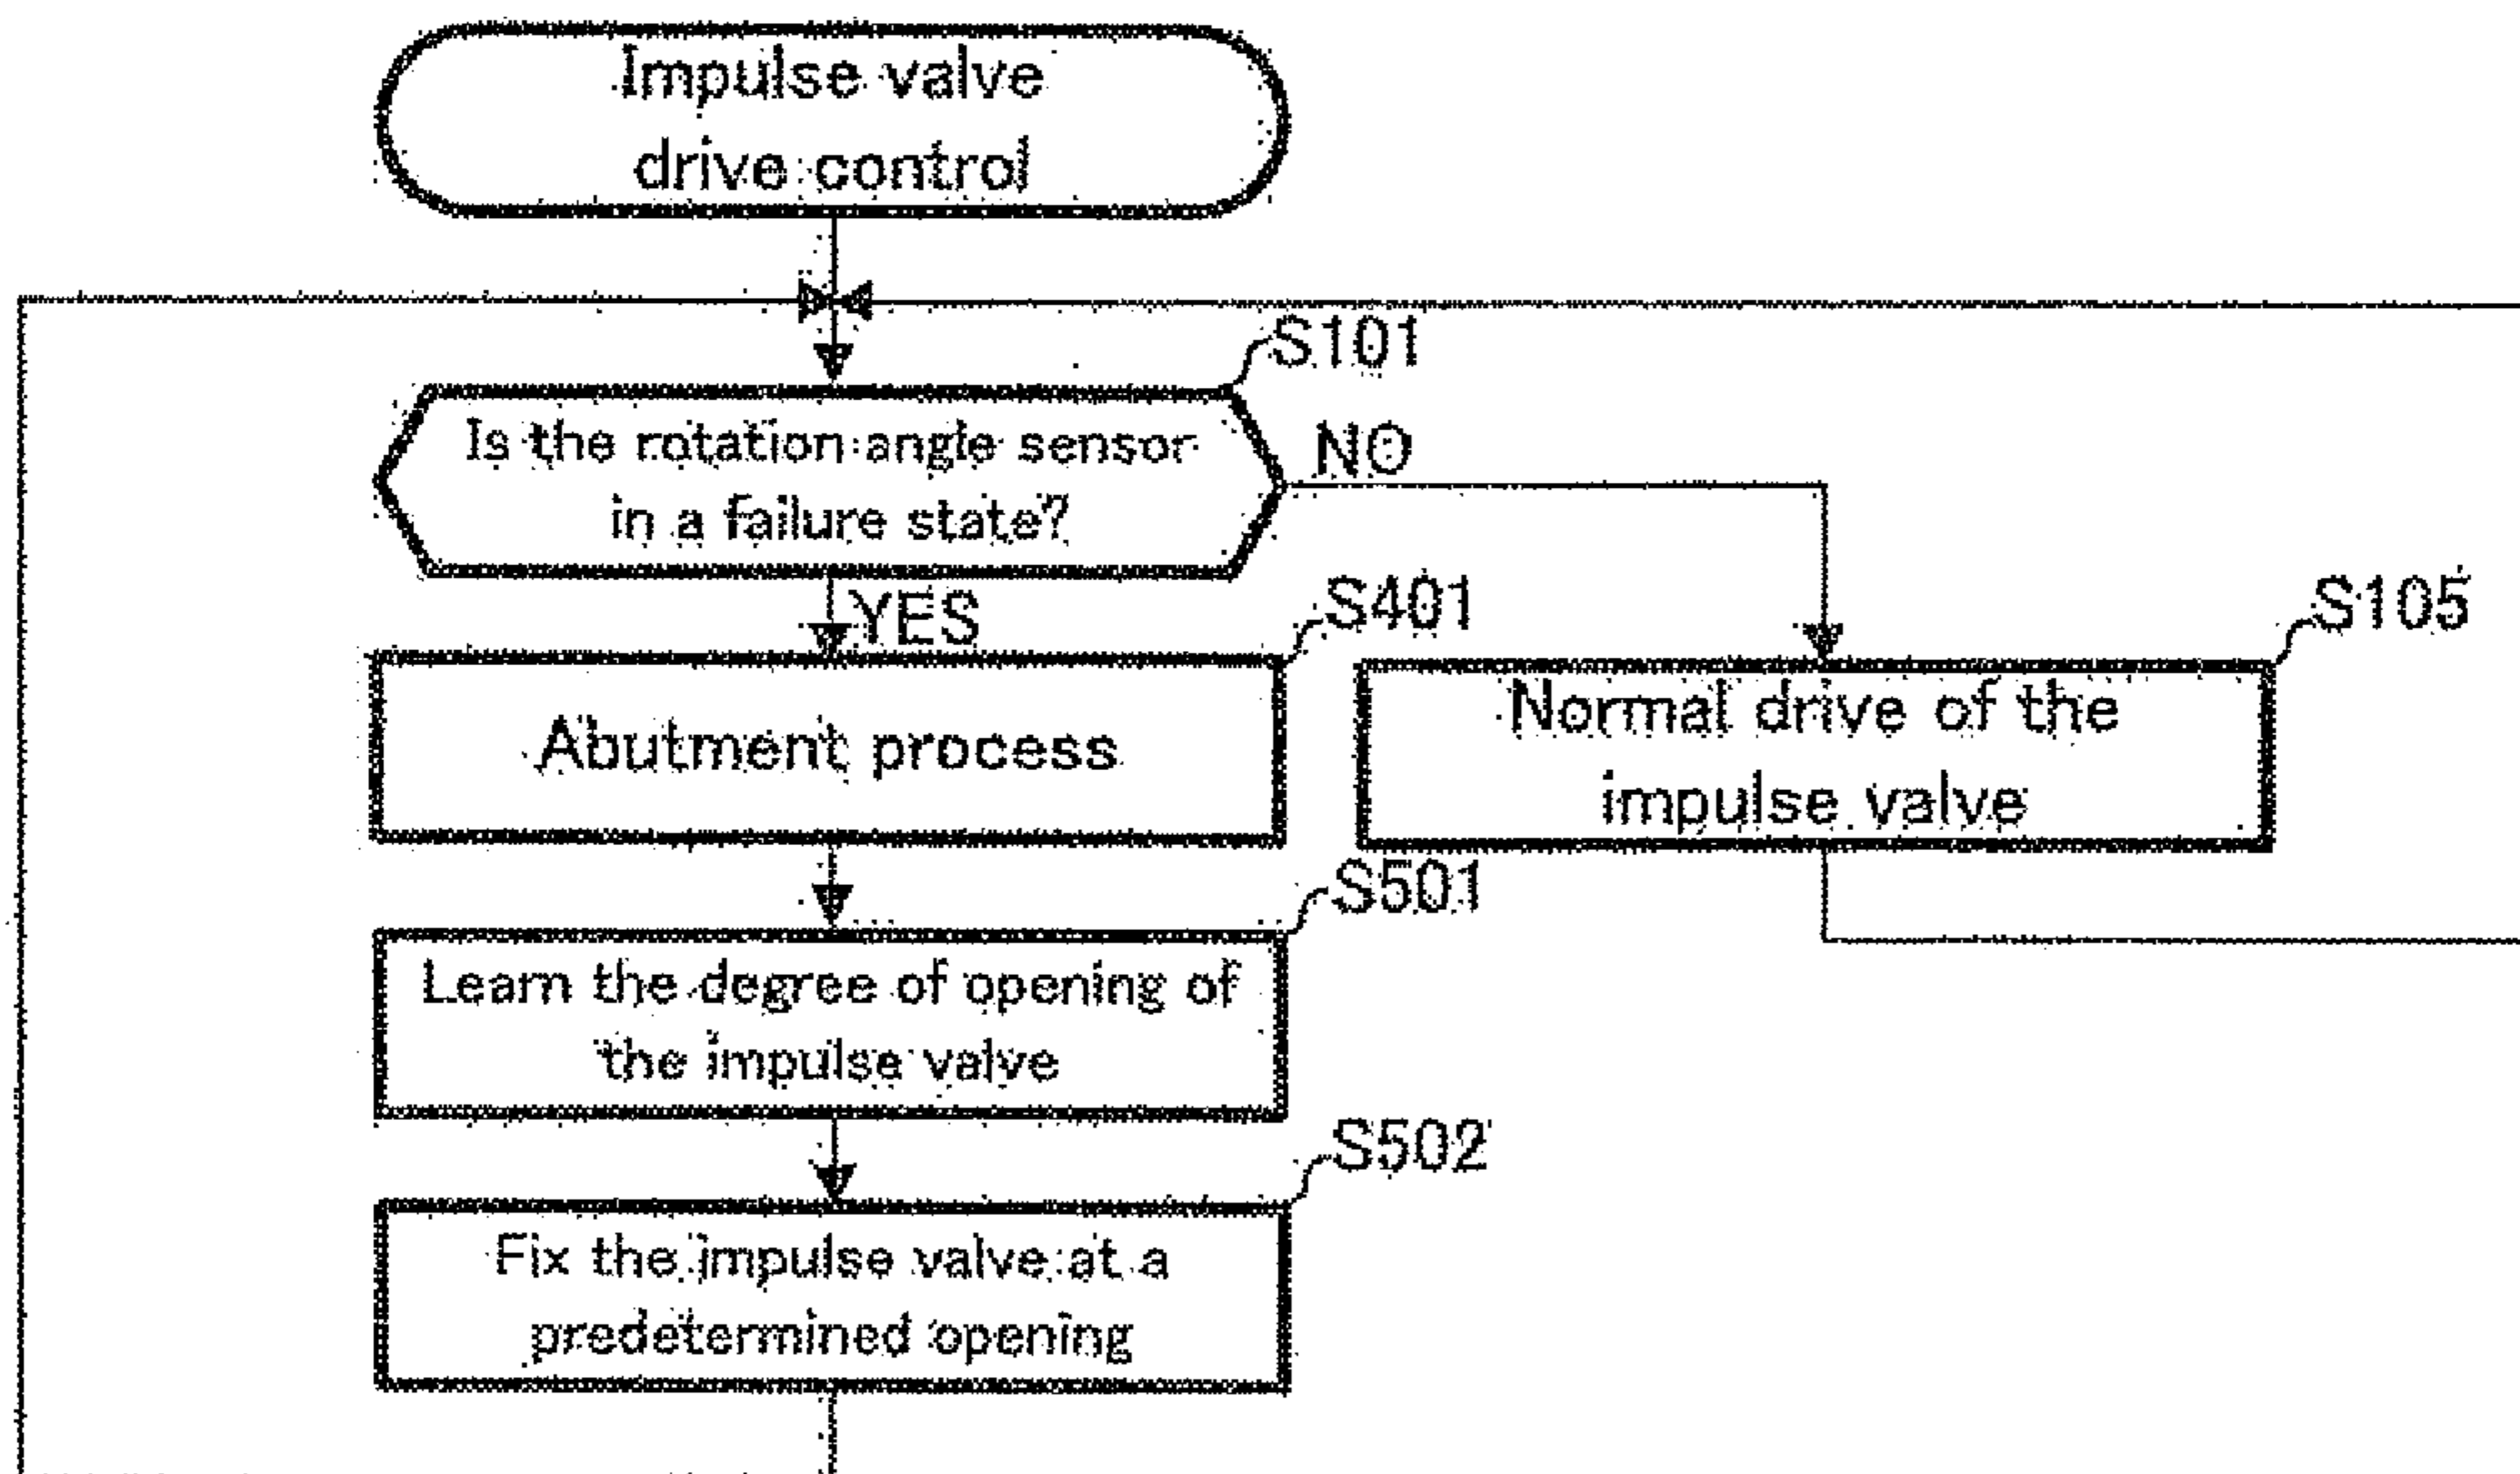 Impulse valve
drive control
S101
Is the rotation angle sensor
in a failure state?
NO
YES
S401
Abutment process
S105
Normal drive of the
impulse valve
S501
Learn the degree of opening of
the impulse valve
S502
Fix the impulse valve at a
predetermined opening